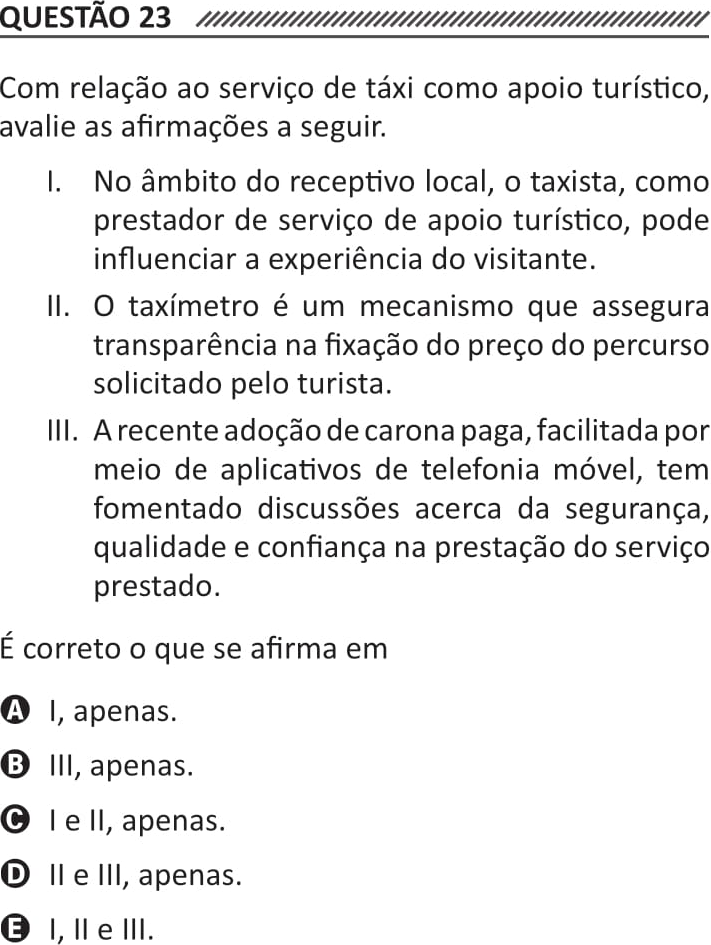 QUESTÃO 23
Com relação ao serviço de táxi como apoio turístico,
avalie as afirmações a seguir.
I. No âmbito do receptivo local, o taxista, como
prestador de serviço de apoio turístico, pode
influenciar a experiência do visitante.
II. O taxímetro é um mecanismo que assegura
transparência na fixação do preço do percurso
solicitado pelo turista.
III. A recente adoção de carona paga, facilitada por
meio de aplicativos de telefonia móvel, tem
fomentado discussões acerca da segurança,
qualidade e confiança na prestação do serviço
prestado.
É correto o que se afirma em
A I, apenas.
B III, apenas.
C I e II, apenas.
D II e III, apenas.
E I, II e III.